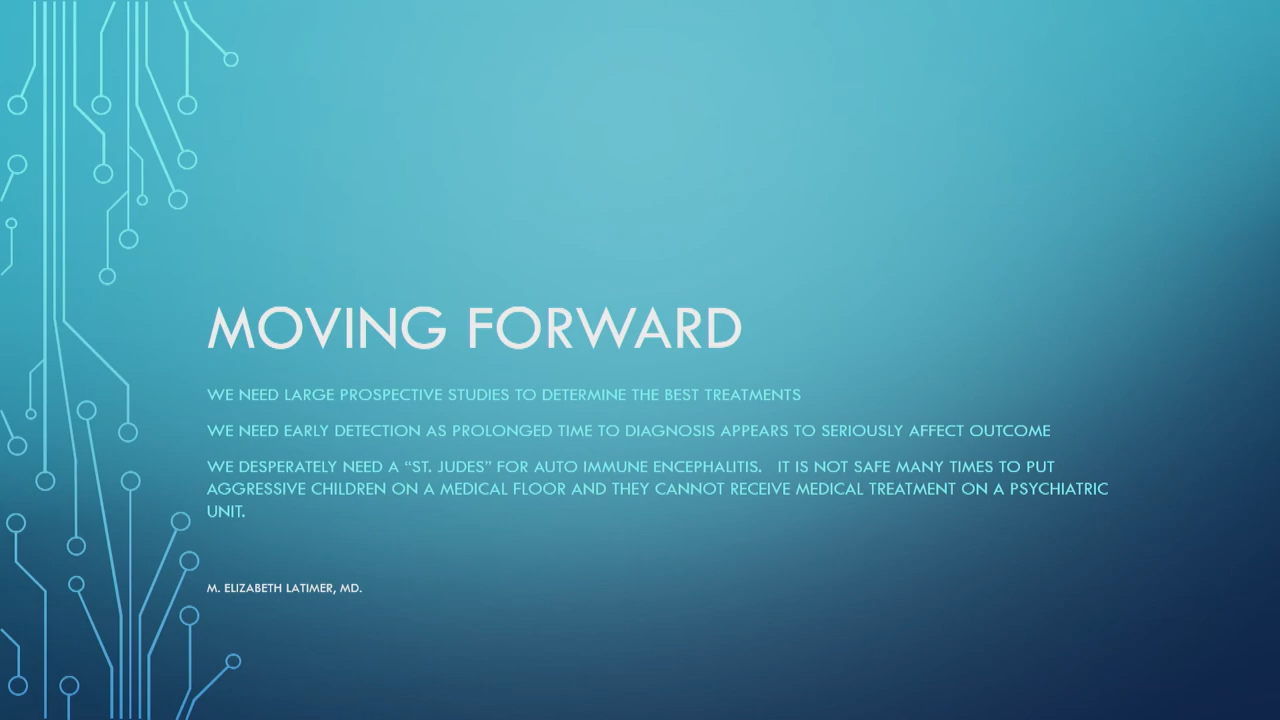 MOVING FORWARD
WE NEED LARGE PROSPECTIVE STUDIES TO DETERMINE THE BEST TREATMENTS
WE NEED EARLY DETECTION AS PROLONGED TIME TO DIAGNOSIS APPEARS TO SERIOUSLY AFFECT OUTCOME
WE DESPERATELY NEED A “ST. JUDES” FOR AUTO IMMUNE ENCEPHALITIS.   IT IS NOT SAFE MANY TIMES TO PUT
AGGRESSIVE CHILDREN ON A MEDICAL FLOOR AND THEY CANNOT RECEIVE MEDICAL TREATMENT ON A PSYCHIATRIC
UNIT.
M. ELIZABETH LATIMER, MD.